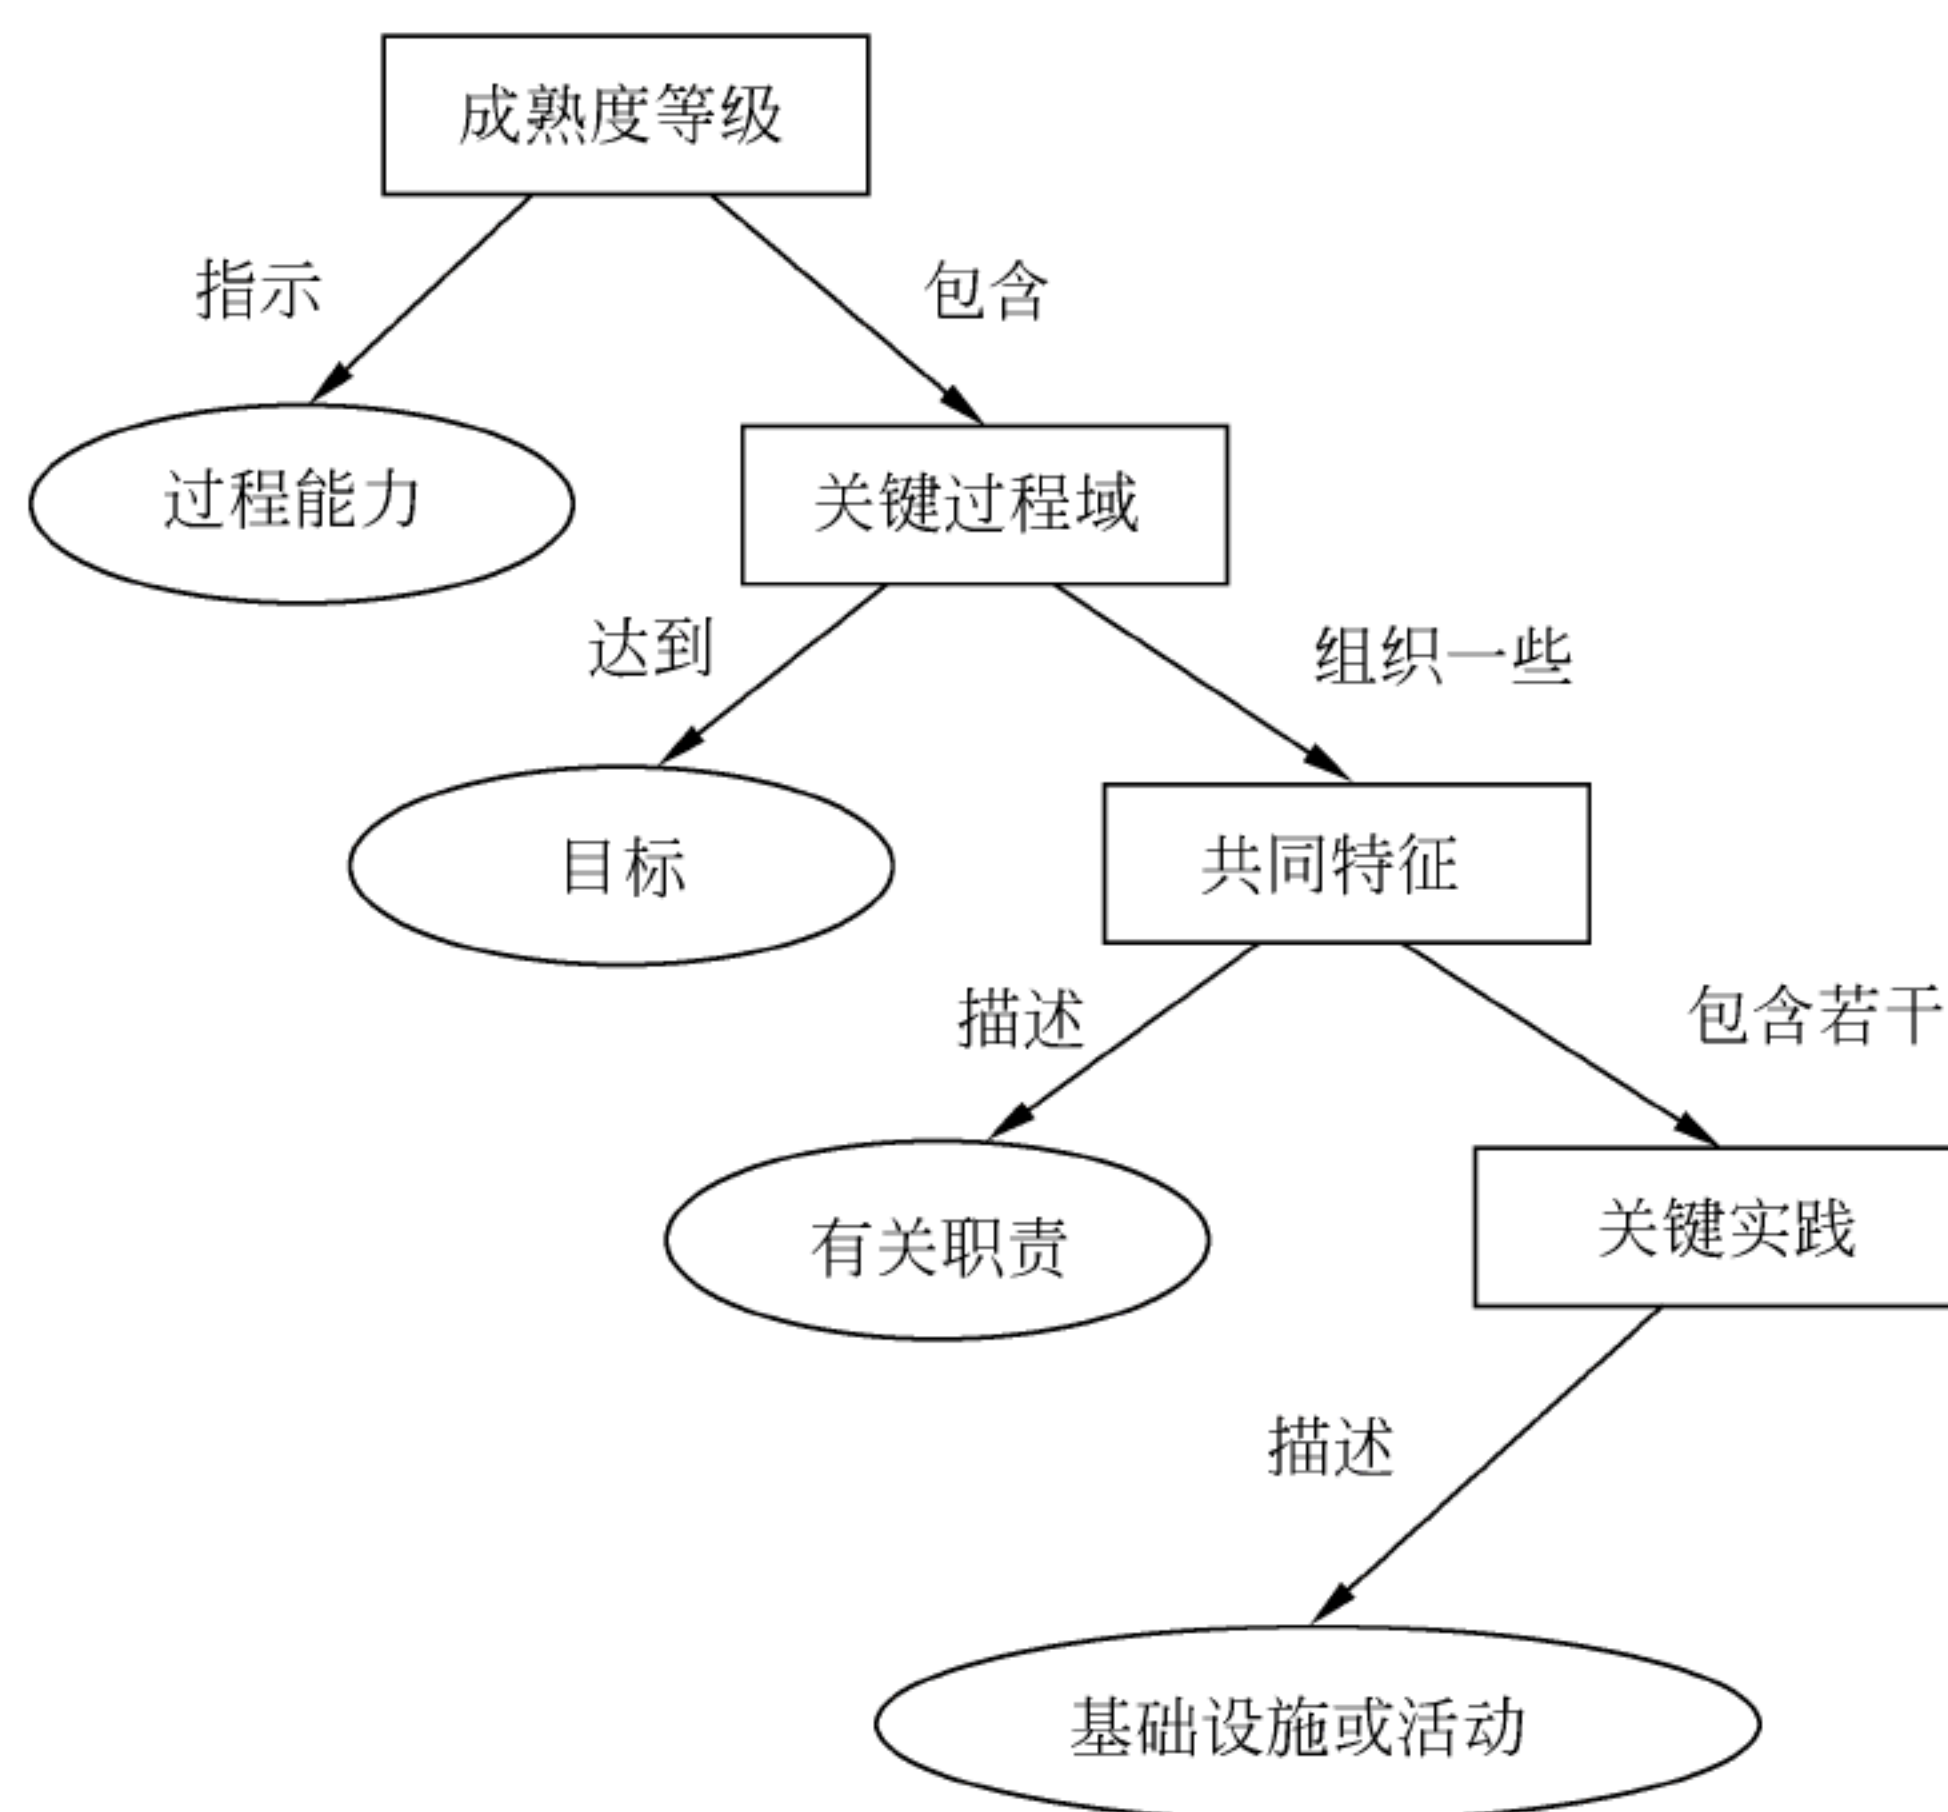 成熟度等级
指示
包含
过程能力
关键过程域
达到
组织一些
目标
共同特征
描述
包含若干
有关职责
关键实践
描述
基础设施或活动